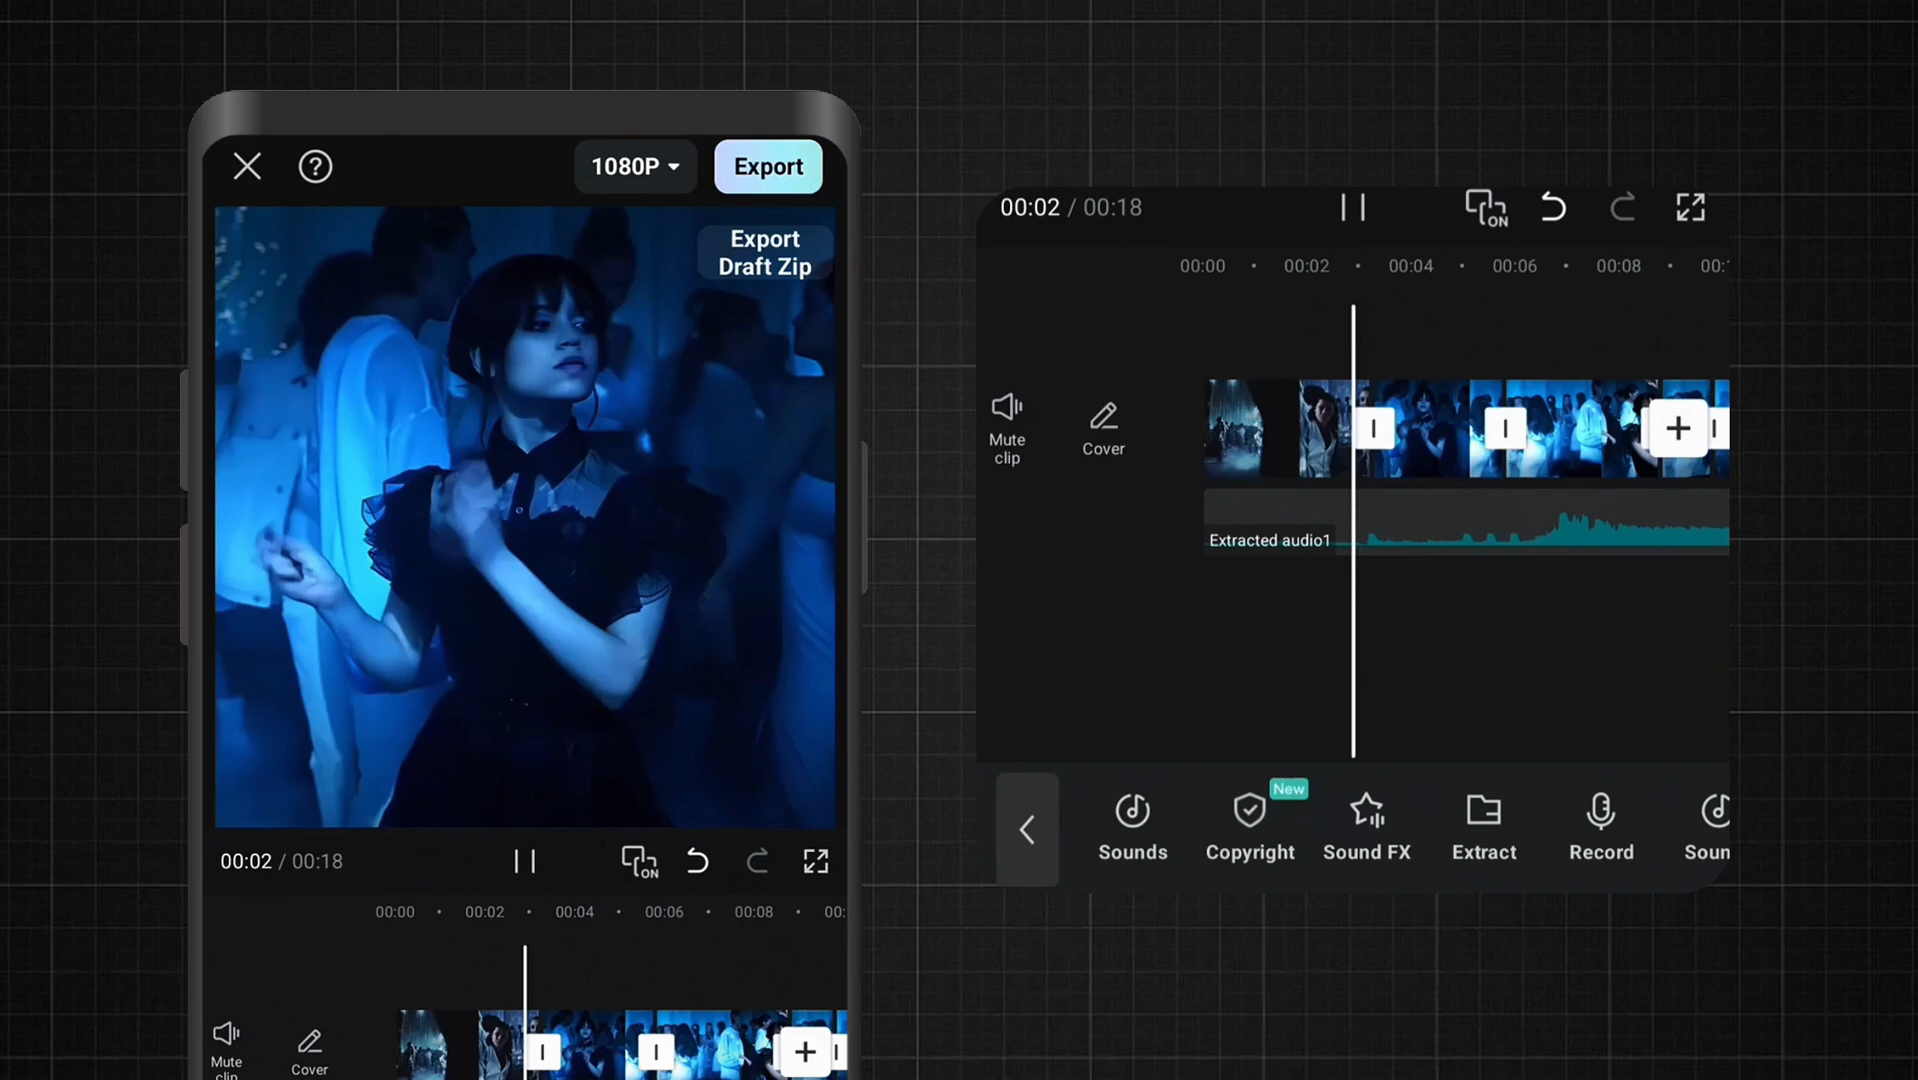 1080P
Export
Export
Draft Zip
00:02 / 00:18
ON
00:00 00:02 00:04 00:06 00:08 00:
Mute
clip
Cover
00:02 / 00:18
ON
00:00 00:02 00:04 00:06 00:08 00:
Mute
clip
Cover
Extracted audio1
New
Sounds
Copyright
Sound FX
Extract
Record
Soun